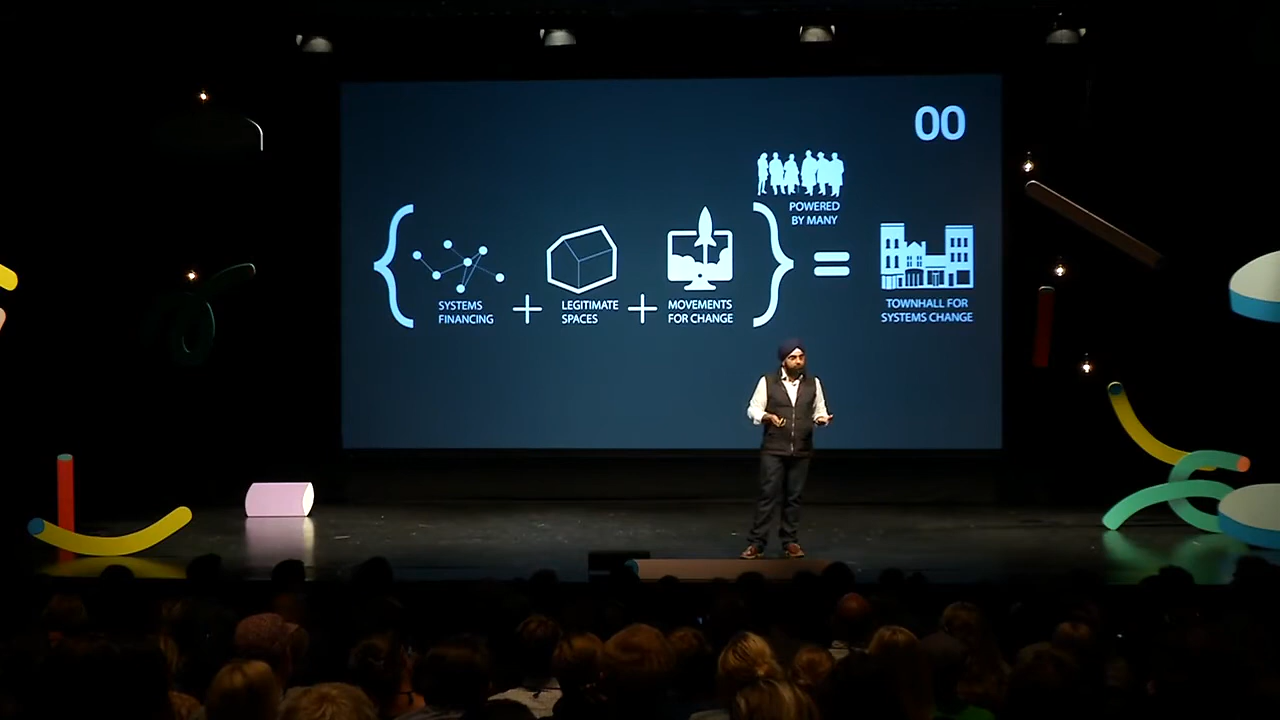 00
POWERED
BY MANY
SYSTEMS
FINANCING
+
LEGITIMATE
SPACES
+
MOVEMENTS
FOR CHANGE
=
TOWNHALL FOR
SYSTEMS CHANGE